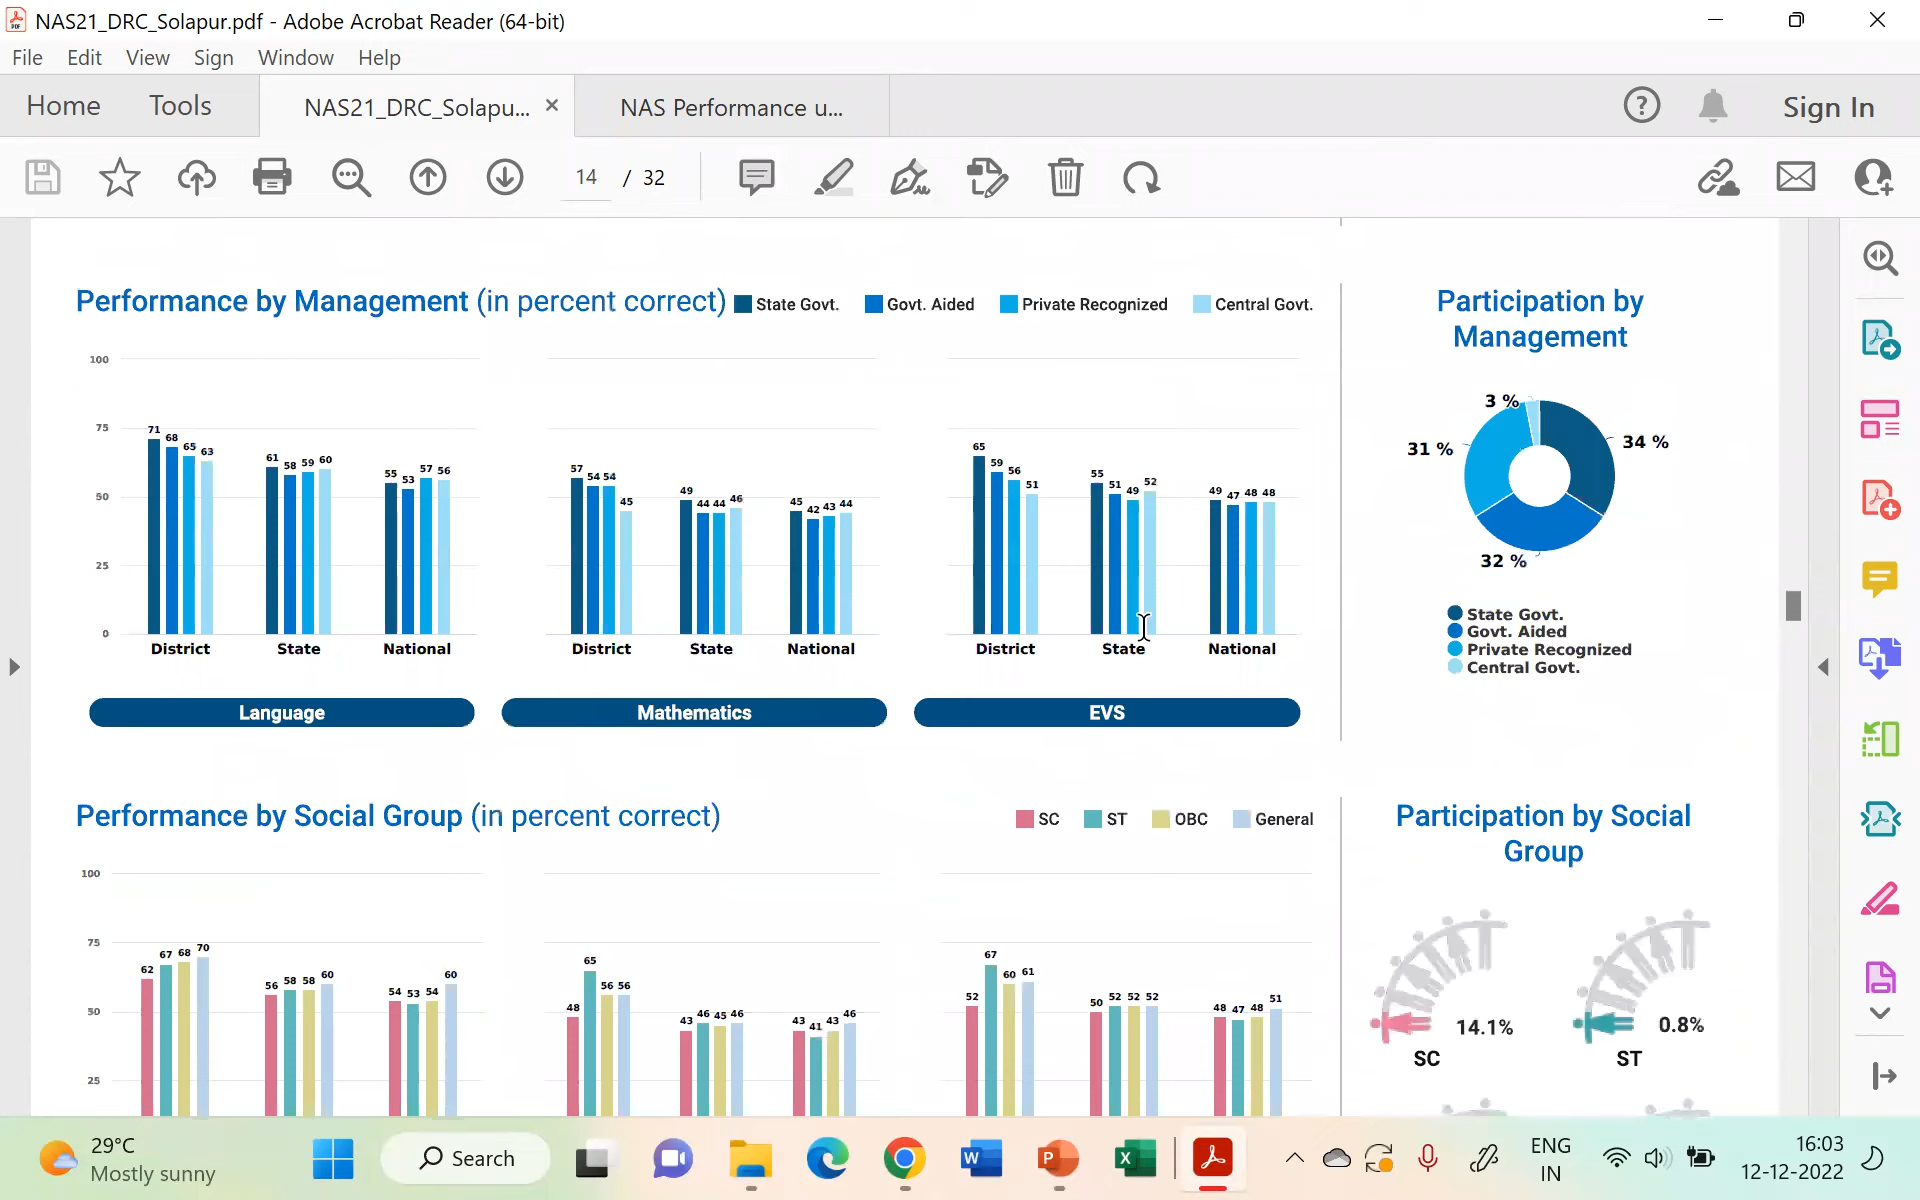 NAS21_DRC_Solapur.pdf - Adobe Acrobat Reader (64-bit)
File Edit View Sign Window Help
Home Tools NAS21_DRC_Solapu... × NAS Performance u... Sign In
14 / 32
Performance by Management (in percent correct) State Govt. Govt. Aided Private Recognized Central Govt.
100
75
50
25
0
71 68 65 63 61 58 59 60 55 53 57 56
57 54 54 45 49 44 44 46 45 42 43 44
65 59 56 51 55 51 49 52 49 47 48 48
District State National District State National District State National
Language Mathematics EVS
Participation by
Management
3 %
31 % 34 %
32 %
State Govt.
Govt. Aided
Private Recognized
Central Govt.
Performance by Social Group (in percent correct) SC ST OBC General
100
75
50
25
62 67 68 70 56 58 58 60 54 53 54 60
48 65 56 56 43 46 45 46 43 41 43 46
52 67 60 61 50 52 52 52 48 47 48 51
Participation by Social
Group
14.1% 0.8%
SC ST
29°C
Mostly sunny
Search
ENG
IN
16:03
12-12-2022